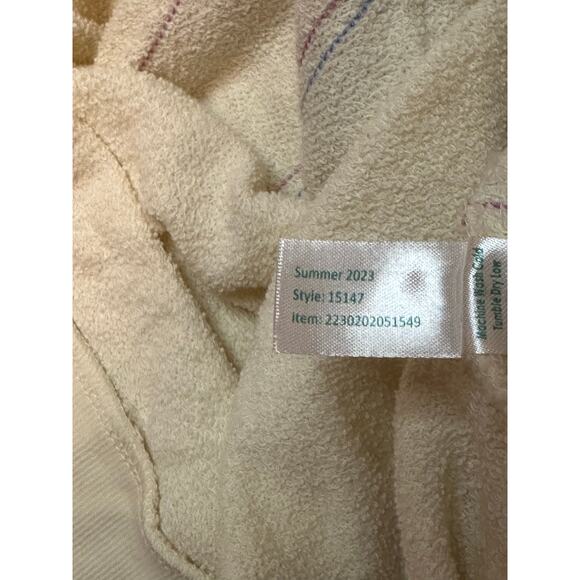 Summer 2023
Style: 15147
item: 2230202051549
Machine Wash Cold
Tumble Dry Low